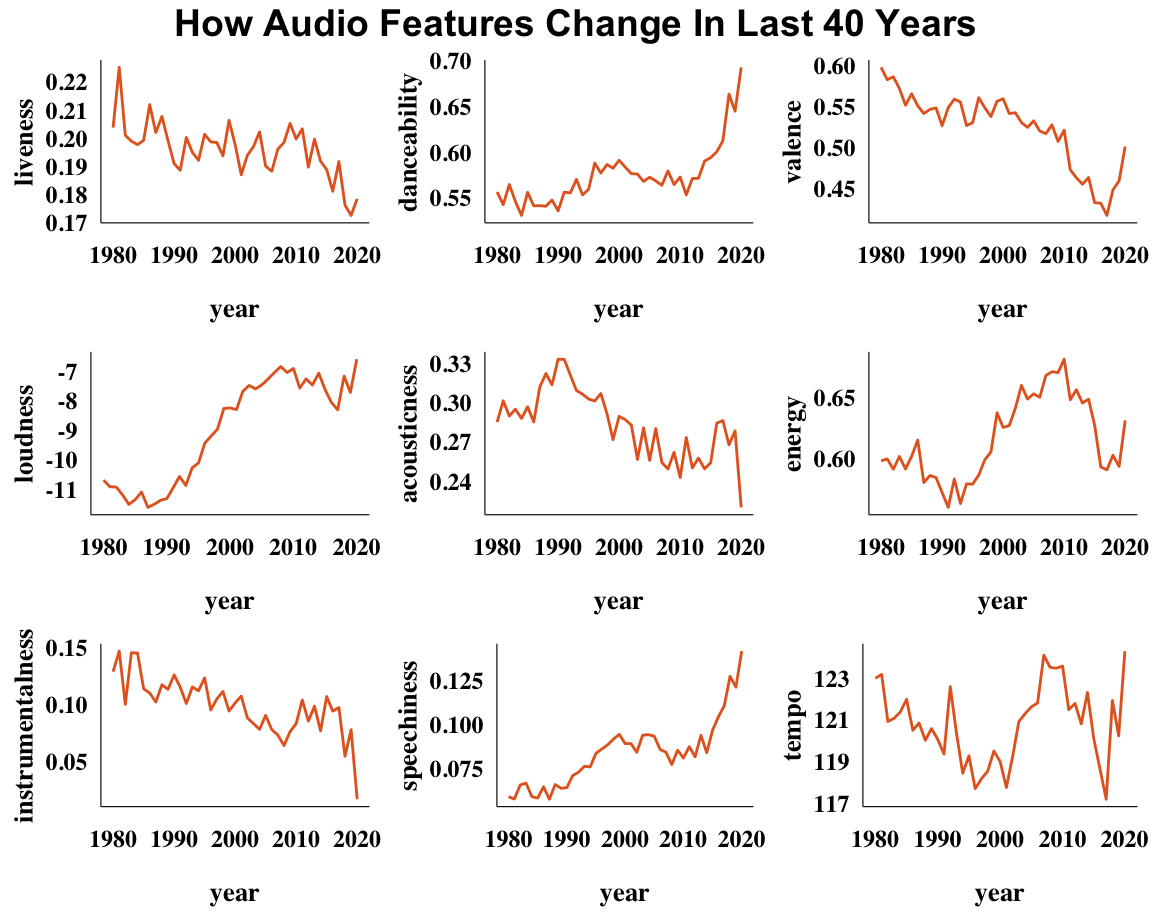 How Audio Features Change In Last 40 Years
liveness
0.22
0.21
0.20
0.19
0.18
0.17
1980 1990 2000 2010 2020
year
danceability
0.70
0.65
0.60
0.55
1980 1990 2000 2010 2020
year
valence
0.60
0.55
0.50
0.45
1980 1990 2000 2010 2020
year
loudness
-7
-8
-9
-10
-11
1980 1990 2000 2010 2020
year
acousticness
0.33
0.30
0.27
0.24
1980 1990 2000 2010 2020
year
energy
0.65
0.60
1980 1990 2000 2010 2020
year
instrumentalness
0.15
0.10
0.05
1980 1990 2000 2010 2020
year
speechiness
0.125
0.100
0.075
1980 1990 2000 2010 2020
year
tempo
123
121
119
117
1980 1990 2000 2010 2020
year